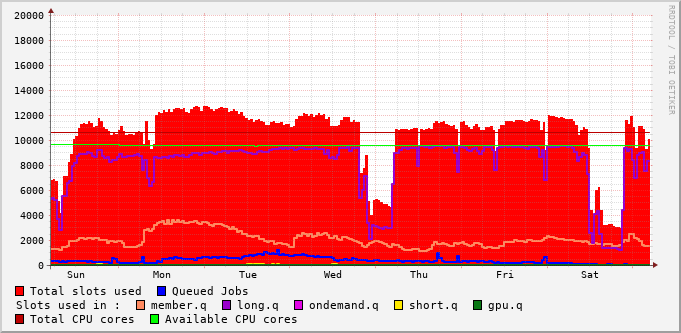 20000
18000
16000
14000
12000
10000
8000
6000
4000
2000
0
Sun Mon Tue Wed Thu Fri Sat
Total slots used Queued Jobs
Slots used in : member.q long.q ondemand.q short.q gpu.q
Total CPU cores Available CPU cores
RRDTOOL / TOBI OETIKER